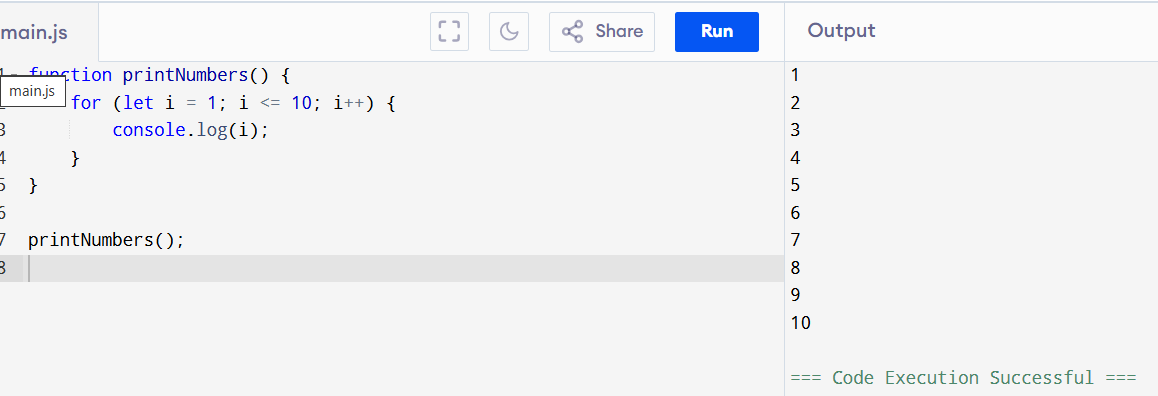 main.js
Share
Run
Output
1 function printNumbers() {
main.js
2 for (let i = 1; i <= 10; i++) {
3 console.log(i);
4 }
5 }
6
7 printNumbers();
8
1
2
3
4
5
6
7
8
9
10
=== Code Execution Successful ===